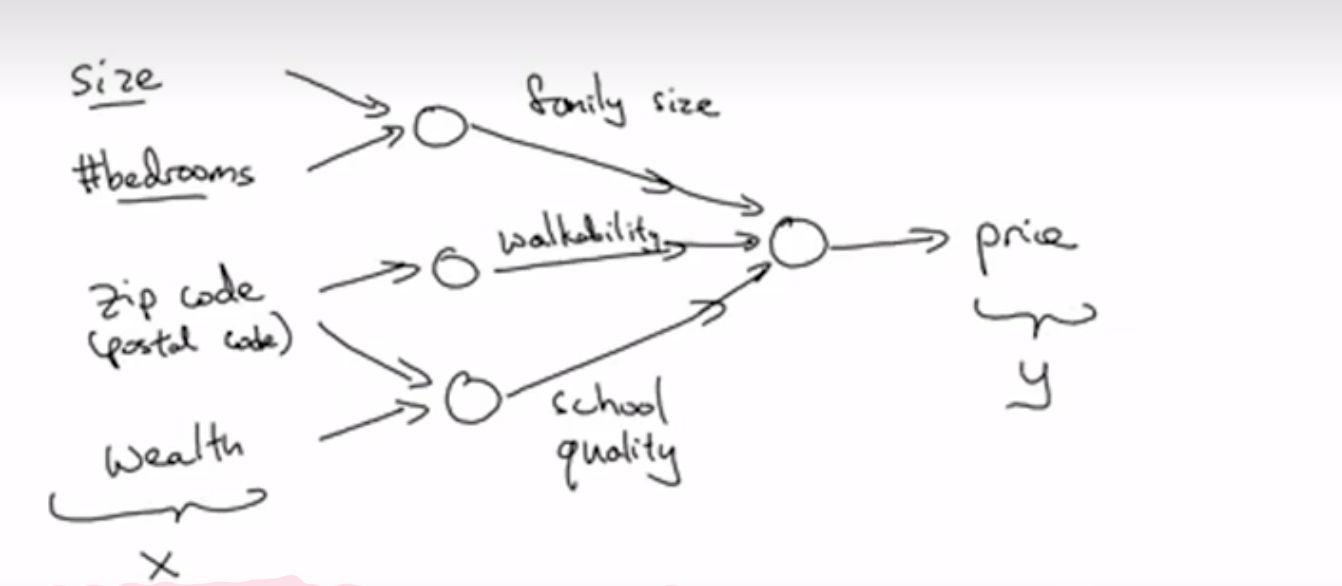 Size
family size
#bedrooms
walkability
price
zip code
(postal code)
y
school
quality
wealth
x